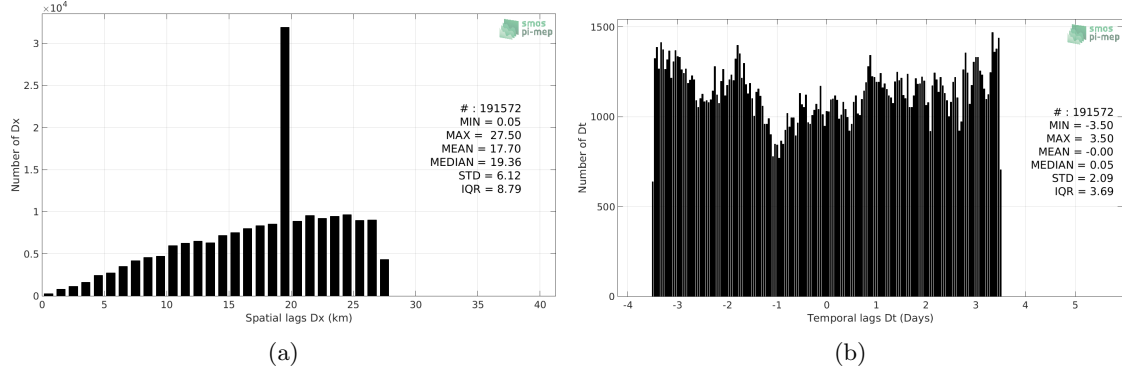 ×10⁴
3
2.5
2
1.5
1
0.5
0
Number of Dx
0 5 10 15 20 25 30 35 40
Spatial lags Dx (km)
smos
pi-mep
# : 191572
MIN = 0.05
MAX = 27.50
MEAN = 17.70
MEDIAN = 19.36
STD = 6.12
IQR = 8.79
(a)
1500
1000
500
0
Number of Dt
-4 -3 -2 -1 0 1 2 3 4 5
Temporal lags Dt (Days)
smos
pi-mep
# : 191572
MIN = -3.50
MAX = 3.50
MEAN = -0.00
MEDIAN = 0.05
STD = 2.09
IQR = 3.69
(b)